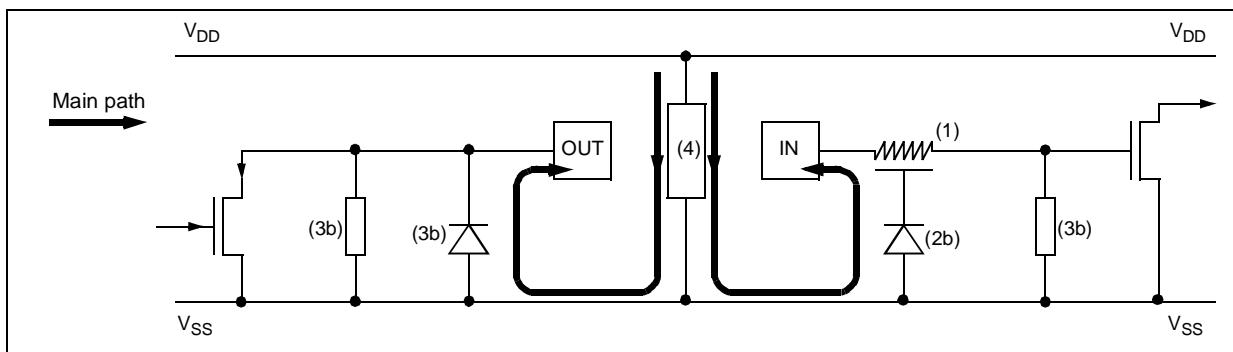 VDD
VDD
Main path
OUT
(4)
IN
(1)
(3b)
(3b)
(2b)
(3b)
VSS
VSS